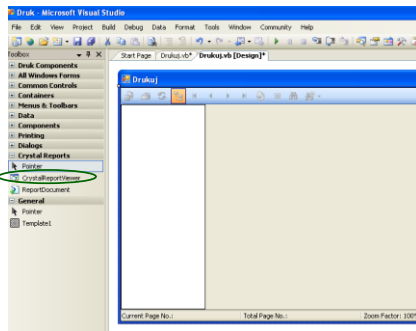 Druk - Microsoft Visual Studio
File Edit View Project Build Debug Data Format Tools Window Community Help
Toolbox
Start Page Drukuj.vb* Drukuj.vb [Design]*
Druk Components
All Windows Forms
Common Controls
Containers
Menus & Toolbars
Data
Components
Printing
Dialogs
Crystal Reports
Pointer
CrystalReportViewer
ReportDocument
General
Pointer
Template1
Drukuj
Current Page No.: Total Page No.: Zoom Factor: 100%